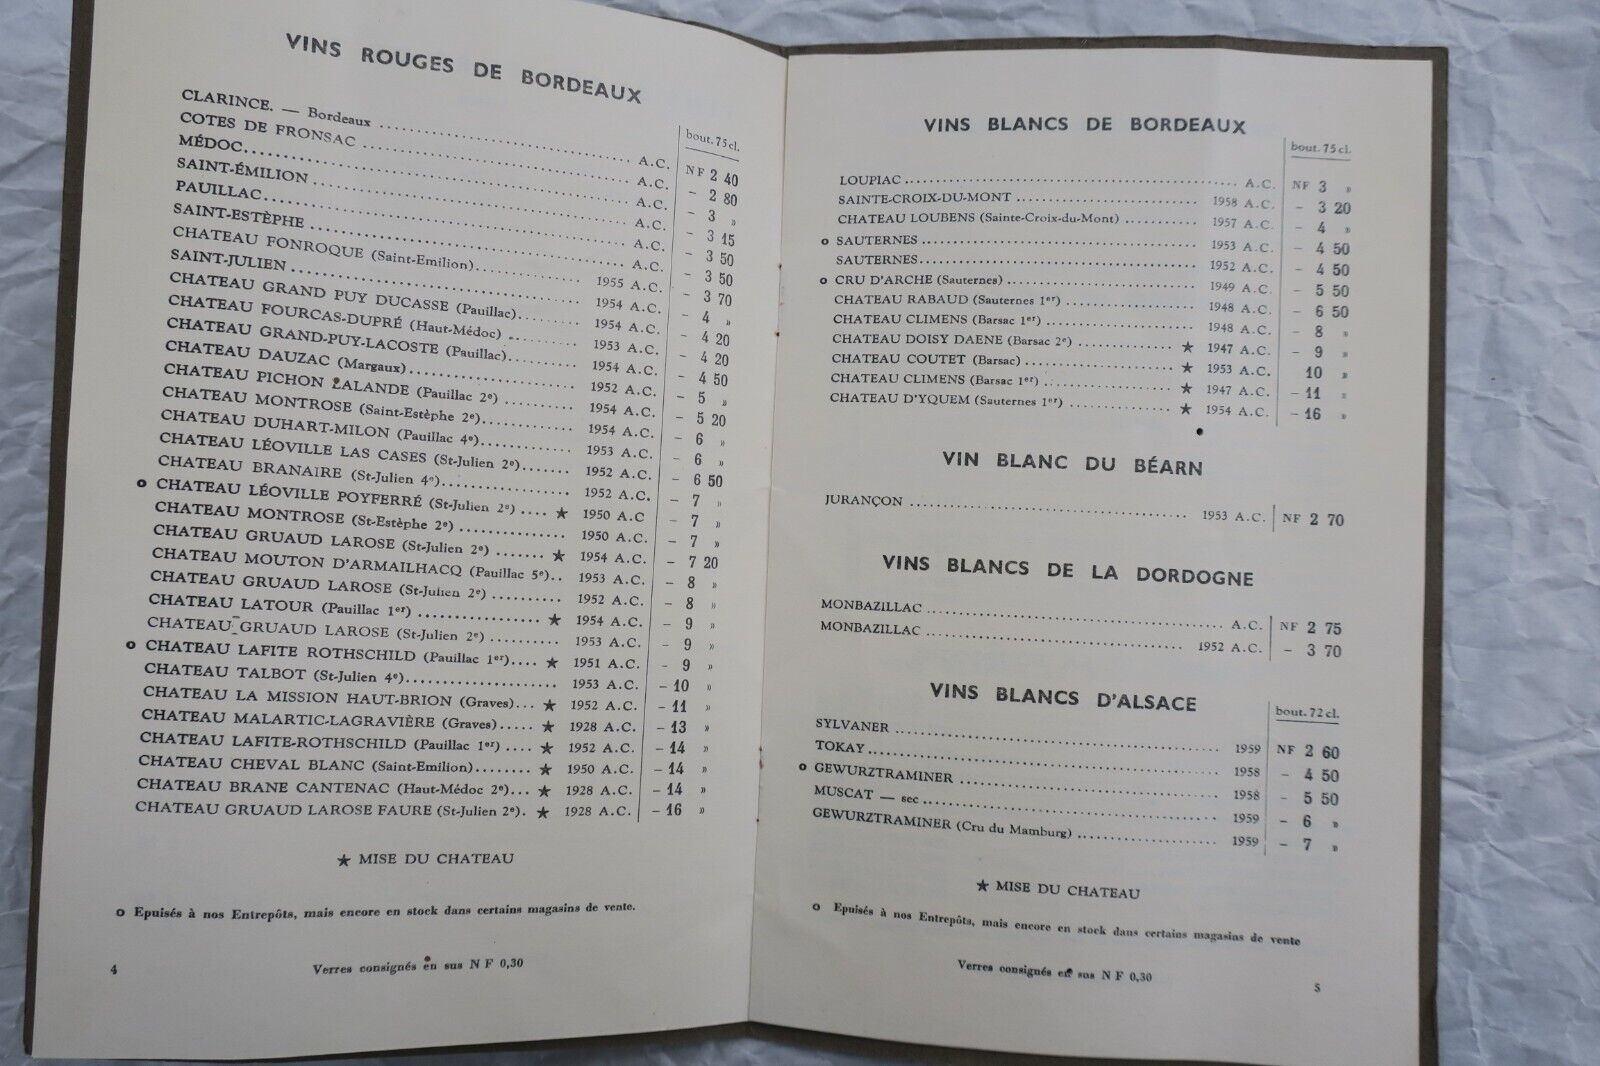 VINS ROUGES DE BORDEAUX
bout. 75 cl.
CLARINCE. — Bordeaux ........ A.C. NF 2 40
COTES DE FRONSAC ........ A.C. – 2 80
MÉDOC ........ A.C. – 3 »
SAINT-ÉMILION ........ A.C. – 3 15
PAUILLAC ........ A.C. – 3 50
SAINT-ESTÈPHE ........ A.C. – 3 50
CHATEAU FONROQUE (Saint-Emilion) ........ 1955 A.C. – 3 70
SAINT-JULIEN ........ 1954 A.C. – 4 »
CHATEAU GRAND PUY DUCASSE (Pauillac) ........ 1954 A.C. – 4 20
CHATEAU FOURCAS-DUPRÉ (Haut-Médoc) ........ 1953 A.C. – 4 20
CHATEAU GRAND-PUY-LACOSTE (Pauillac) ........ 1954 A.C. – 4 50
CHATEAU DAUZAC (Margaux) ........ 1952 A.C. – 5 »
CHATEAU PICHON LALANDE (Pauillac 2e) ........ 1954 A.C. – 5 20
CHATEAU MONTROSE (Saint-Estèphe 2e) ........ 1954 A.C. – 6 »
CHATEAU DUHART-MILON (Pauillac 4e) ........ 1953 A.C. – 6 »
CHATEAU LÉOVILLE LAS CASES (St-Julien 2e) ........ 1952 A.C. – 6 50
CHATEAU BRANAIRE (St-Julien 4e) ........ 1952 A.C. – 7 »
o CHATEAU LÉOVILLE POYFERRÉ (St-Julien 2e) .... ★ 1950 A.C – 7 »
CHATEAU MONTROSE (St-Estèphe 2e) ........ 1950 A.C. – 7 »
CHATEAU GRUAUD LAROSE (St-Julien 2e) ....... ★ 1954 A.C. – 7 20
CHATEAU MOUTON D'ARMAILHACQ (Pauillac 5e).. 1953 A.C. – 8 »
CHATEAU GRUAUD LAROSE (St-Julien 2e) ........ 1952 A.C. – 8 »
CHATEAU LATOUR (Pauillac 1er) ........ ★ 1954 A.C. – 9 »
CHATEAU GRUAUD LAROSE (St-Julien 2e) ........ 1953 A.C. – 9 »
o CHATEAU LAFITE ROTHSCHILD (Pauillac 1er).... ★ 1951 A.C. – 9 »
CHATEAU TALBOT (St-Julien 4e) ........ 1953 A.C. – 10 »
CHATEAU LA MISSION HAUT-BRION (Graves)... ★ 1952 A.C. – 11 »
CHATEAU MALARTIC-LAGRAVIÈRE (Graves)..... ★ 1928 A.C. – 13 »
CHATEAU LAFITE-ROTHSCHILD (Pauillac 1er) .... ★ 1952 A.C. – 14 »
CHATEAU CHEVAL BLANC (Saint-Emilion)........ ★ 1950 A.C. – 14 »
CHATEAU BRANE CANTENAC (Haut-Médoc 2e)... ★ 1928 A.C. – 14 »
CHATEAU GRUAUD LAROSE FAURE (St-Julien 2e). ★ 1928 A.C. – 16 »
★ MISE DU CHATEAU
o Epuisés à nos Entrepôts, mais encore en stock dans certains magasins de vente.
4
Verres consignés en sus N F 0,30
VINS BLANCS DE BORDEAUX
bout. 75 cl.
LOUPIAC ........ A.C. NF 3 »
SAINTE-CROIX-DU-MONT ........ 1958 A.C. – 3 20
CHATEAU LOUBENS (Sainte-Croix-du-Mont) ........ 1957 A.C. – 4 »
o SAUTERNES ........ 1953 A.C. – 4 50
SAUTERNES ........ 1952 A.C. – 4 50
o CRU D'ARCHE (Sauternes) ........ 1949 A.C. – 5 50
CHATEAU RABAUD (Sauternes 1er) ........ 1948 A.C. – 6 50
CHATEAU CLIMENS (Barsac 1er) ........ 1948 A.C. – 8 »
CHATEAU DOISY DAENE (Barsac 2e) ........ ★ 1947 A.C. – 9 »
CHATEAU COUTET (Barsac) ........ ★ 1953 A.C. 10 »
CHATEAU CLIMENS (Barsac 1er) ........ ★ 1947 A.C. – 11 »
CHATEAU D'YQUEM (Sauternes 1er) ........ ★ 1954 A.C. – 16 »
VIN BLANC DU BÉARN
JURANÇON ........ 1953 A.C. NF 2 70
VINS BLANCS DE LA DORDOGNE
MONBAZILLAC ........ A.C. NF 2 75
MONBAZILLAC ........ 1952 A.C. – 3 70
VINS BLANCS D'ALSACE
bout. 72 cl.
SYLVANER ........ 1959 NF 2 60
TOKAY ........ 1958 – 4 50
o GEWURZTRAMINER ........ 1958 – 5 50
MUSCAT — sec ........ 1959 – 6 »
GEWURZTRAMINER (Cru du Mamburg) ........ 1959 – 7 »
★ MISE DU CHATEAU
o Epuisés à nos Entrepôts, mais encore en stock dans certains magasins de vente
Verres consignés en sus N F 0,30
5